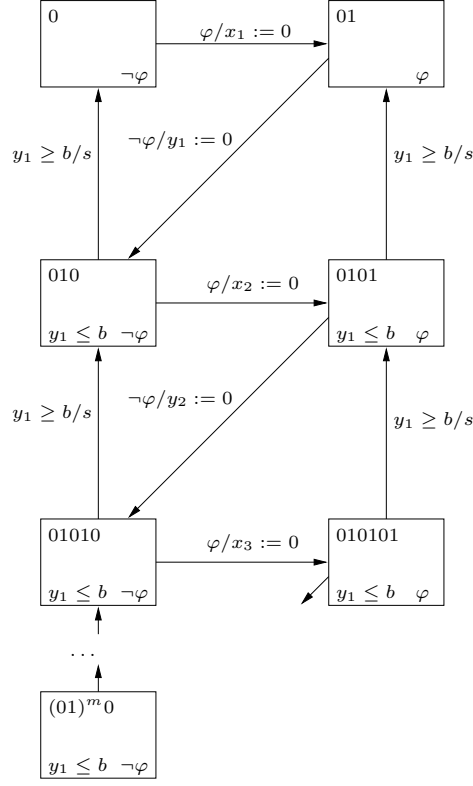 0 01
φ/x₁ := 0
¬φ φ
¬φ/y₁ := 0
y₁ ≥ b/s y₁ ≥ b/s
010 0101
φ/x₂ := 0
y₁ ≤ b ¬φ y₁ ≤ b φ
¬φ/y₂ := 0
y₁ ≥ b/s y₁ ≥ b/s
01010 010101
φ/x₃ := 0
y₁ ≤ b ¬φ y₁ ≤ b φ
...
(01)ᵐ0
y₁ ≤ b ¬φ